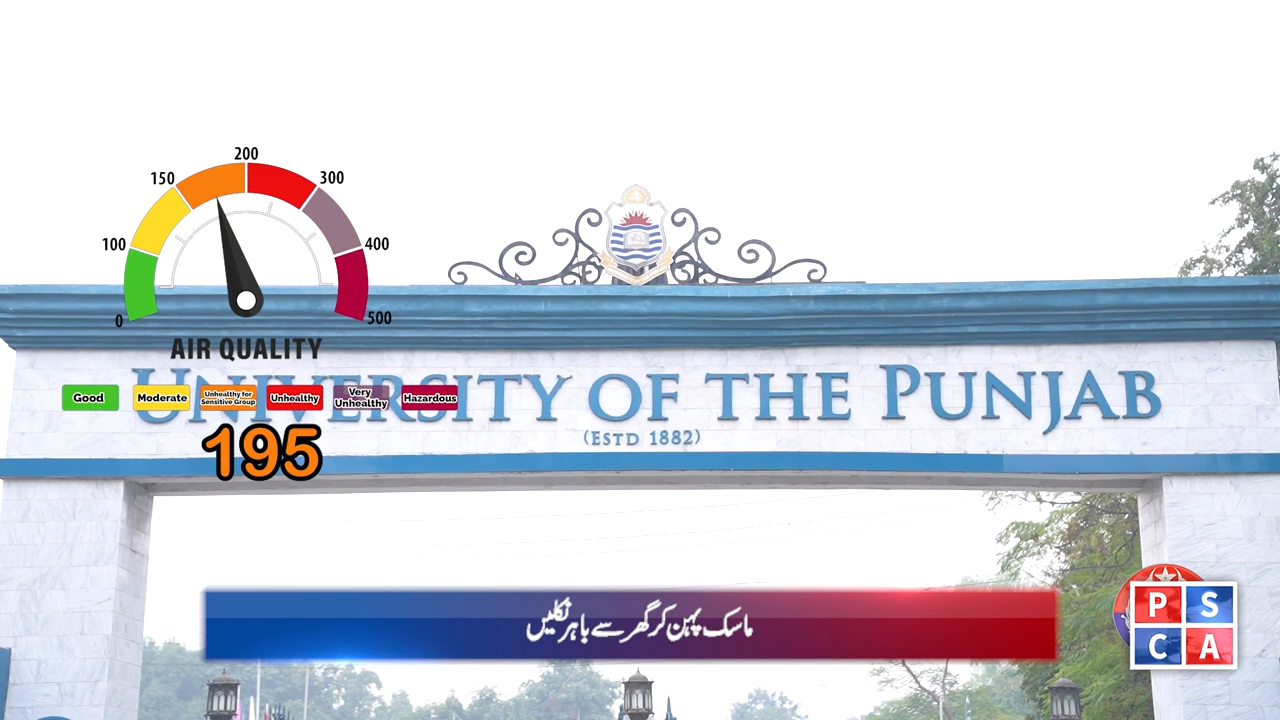 200
150
300
100
400
0
500
AIR QUALITY
Good
Moderate
Unhealthy for
Sensitive Group
Unhealthy
Very
Unhealthy
Hazardous
UNIVERSITY OF THE PUNJAB
(ESTD 1882)
195
ماسک پہن کر گھر سے باہر نکلیں
P S
C A